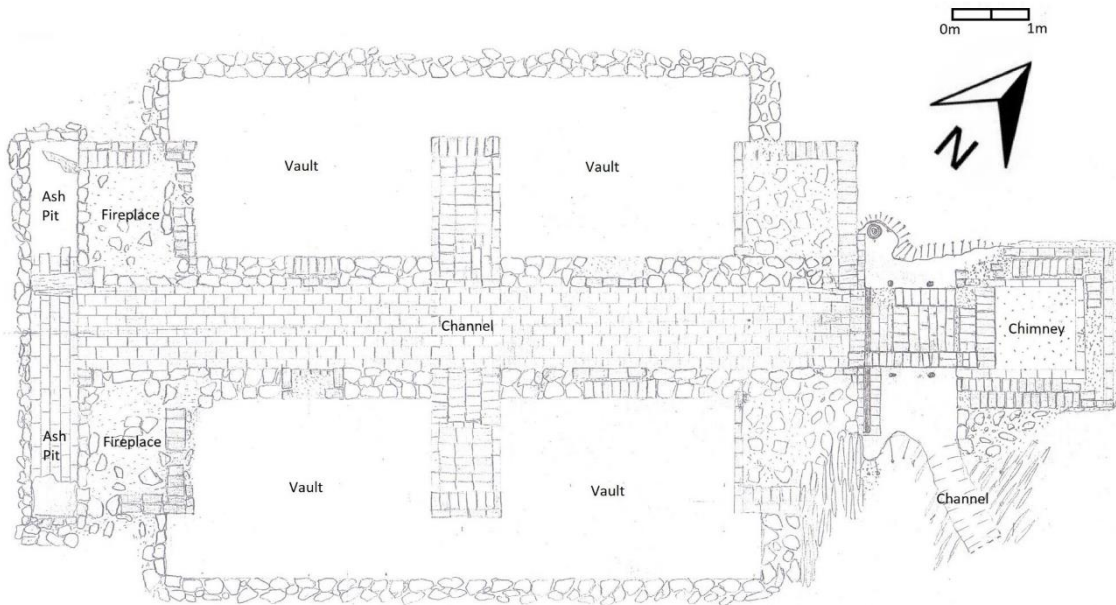 0m 1m
N
Vault
Vault
Ash
Pit
Fireplace
Channel
Chimney
Ash
Pit
Fireplace
Vault
Vault
Channel